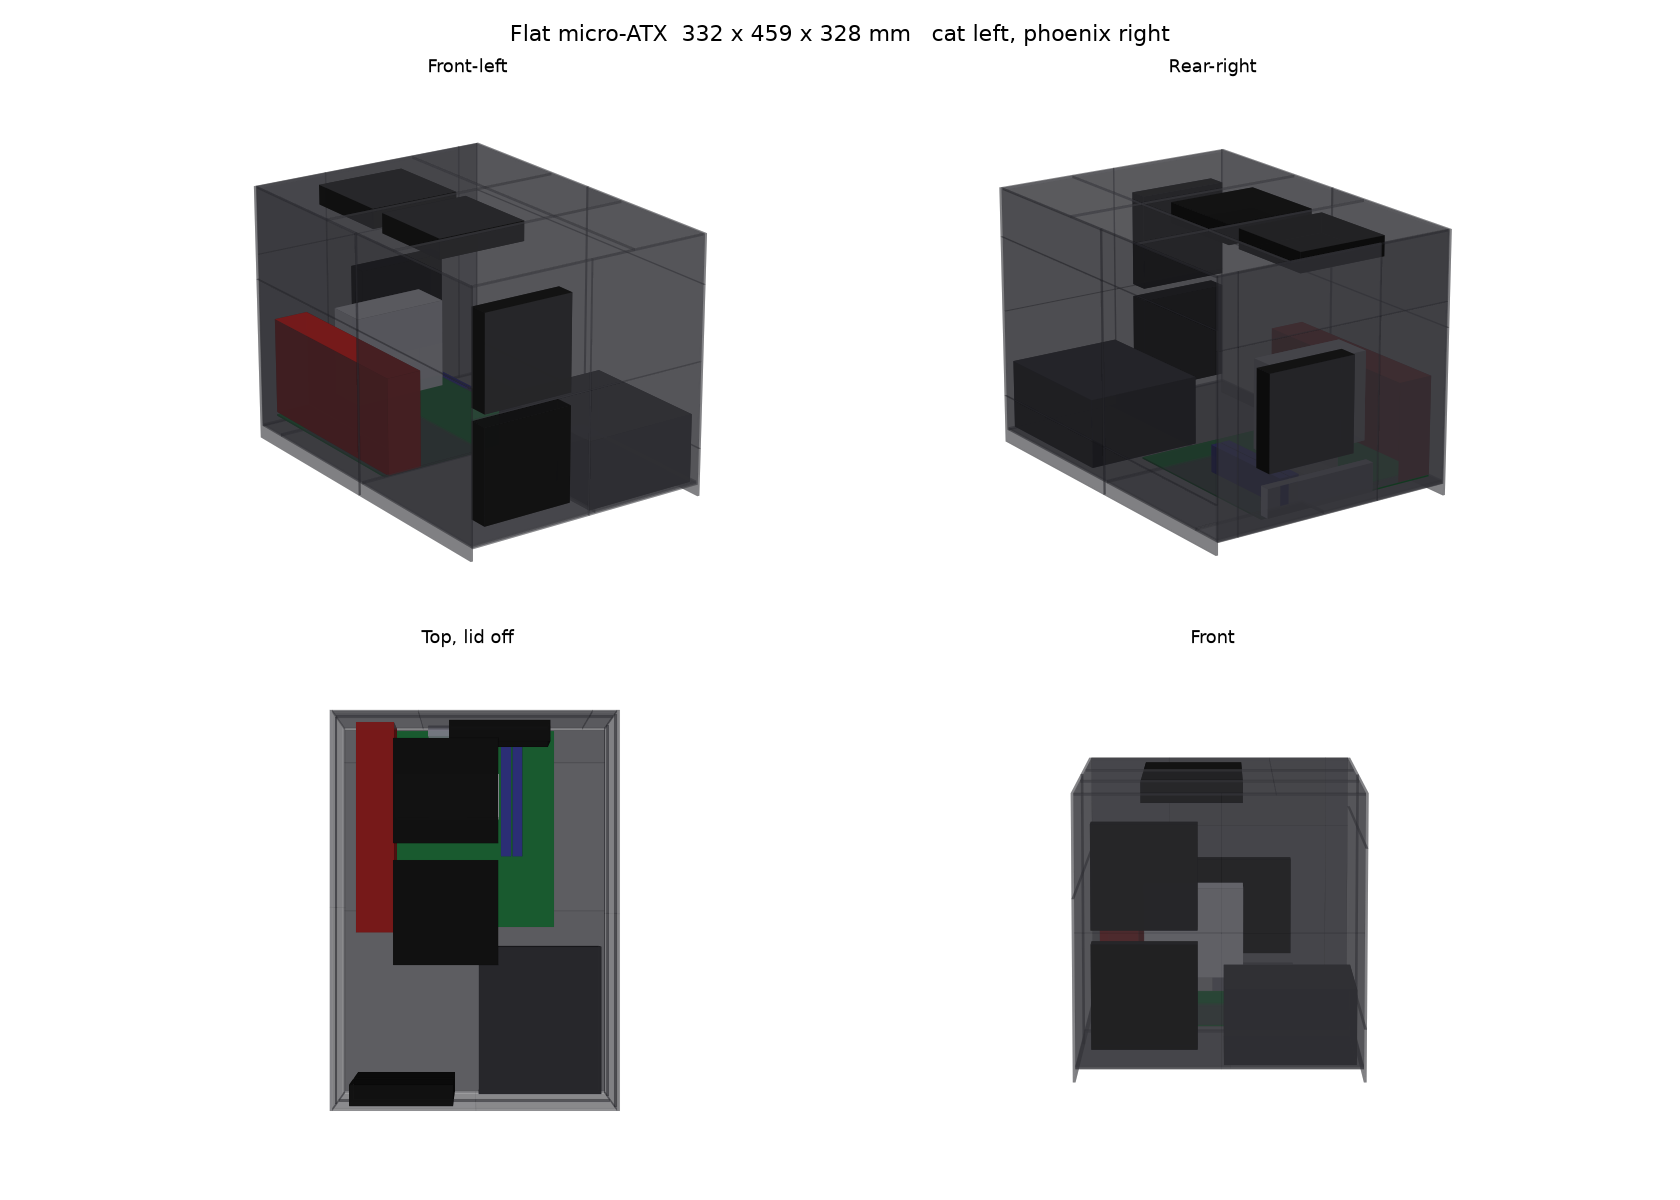 Flat micro-ATX  332 x 459 x 328 mm   cat left, phoenix right
Front-left
Rear-right
Top, lid off
Front